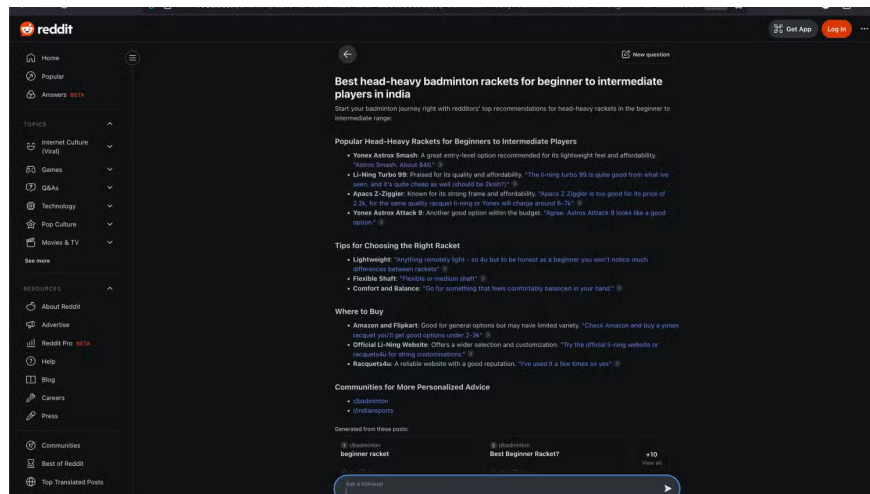 reddit
Get App
Log In
Home
Popular
Answers BETA
TOPICS
Internet Culture
(Viral)
Games
Q&As
Technology
Pop Culture
Movies & TV
See more
RESOURCES
About Reddit
Advertise
Reddit Pro BETA
Help
Blog
Careers
Press
Communities
Best of Reddit
Top Translated Posts
New question
Best head-heavy badminton rackets for beginner to intermediate
players in india
Start your badminton journey right with redditors' top recommendations for head-heavy rackets in the beginner to
intermediate range:
Popular Head-Heavy Rackets for Beginners to Intermediate Players
• Yonex Astrox Smash: A great entry-level option recommended for its lightweight feel and affordability.
"Astrox Smash. About $40."
• Li-Ning Turbo 99: Praised for its quality and affordability. "The li-ning turbo 99 is quite good from what ive
seen, and it's quite cheap as well (should be 2kish?)"
• Apacs Z-Ziggler: Known for its strong frame and affordability. "Apacs Z Ziggler is too good for its price of
2.2k, for the same quality racquet li-ning or Yonex will charge around 6-7k"
• Yonex Astrox Attack 9: Another good option within the budget. "Agree. Astrox Atttack 9 looks like a good
option."
Tips for Choosing the Right Racket
• Lightweight: "Anything remotely light - so 4u but to be honest as a beginner you won't notice much
differences between rackets"
• Flexible Shaft: "Flexible or medium shaft"
• Comfort and Balance: "Go for something that feels comfortably balanced in your hand."
Where to Buy
• Amazon and Flipkart: Good for general options but may have limited variety. "Check Amazon and buy a yonex
racquet you'll get good options under 2-3k"
• Official Li-Ning Website: Offers a wider selection and customization. "Try the official li-ning website or
racquets4u for string customisations."
• Racquets4u: A reliable website with a good reputation. "I've used it a few times so yes"
Communities for More Personalized Advice
• r/badminton
• r/indiansports
Generated from these posts:
r/badminton
beginner racket
r/badminton
Best Beginner Racket?
+10
View all
Ask a followup